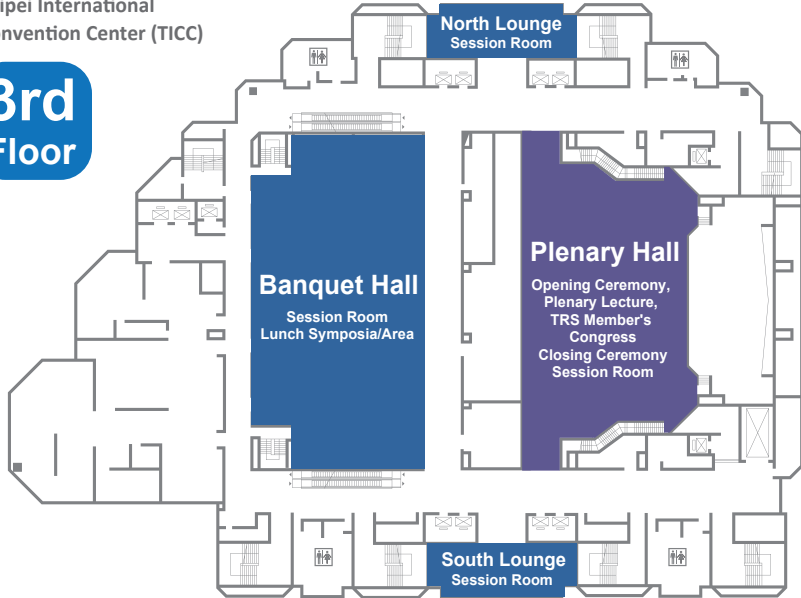 ipei International
nvention Center (TICC)
3rd
Floor
North Lounge
Session Room
Banquet Hall
Session Room
Lunch Symposia/Area
Plenary Hall
Opening Ceremony,
Plenary Lecture,
TRS Member's
Congress
Closing Ceremony
Session Room
South Lounge
Session Room